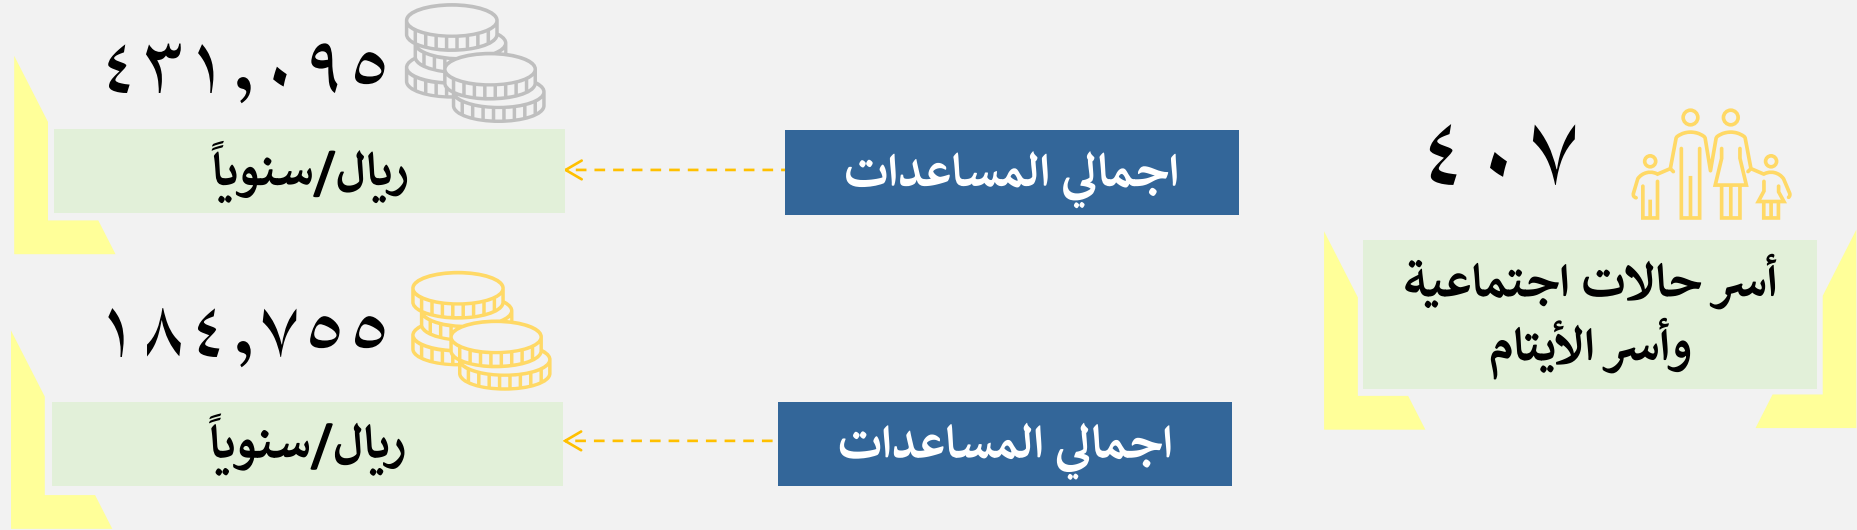 ٤٠٧
أسر حالات اجتماعية
وأسر الأيتام
اجمالي المساعدات
٤٣١,٠٩٥
ريال/سنوياً
اجمالي المساعدات
١٨٤,٧٥٥
ريال/سنوياً